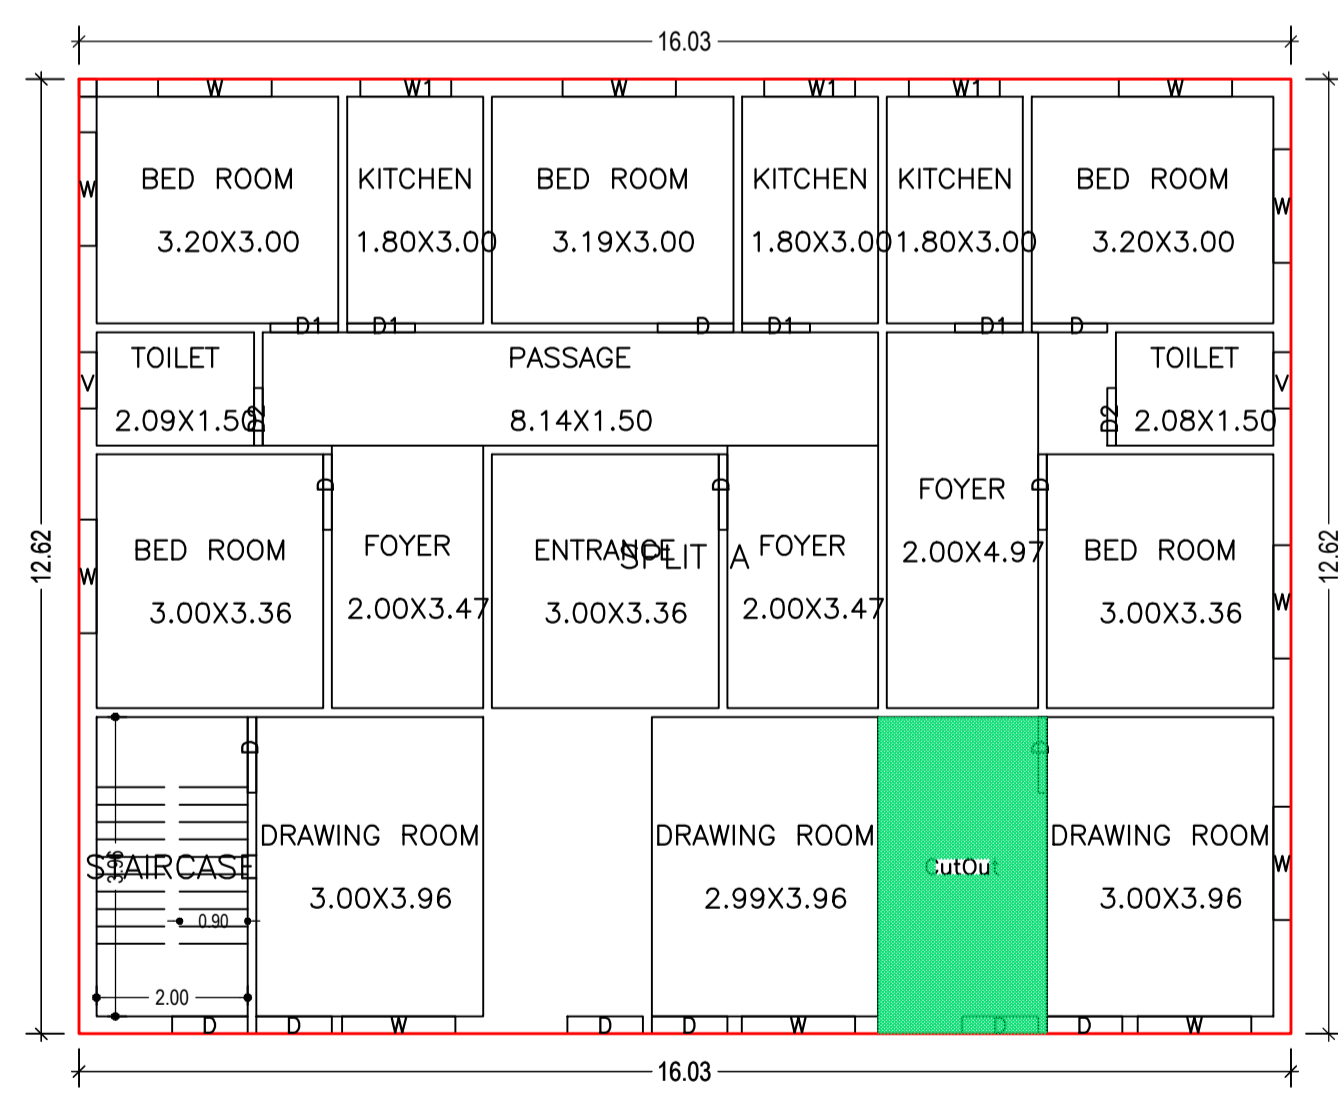 16.03
W W1 W W1 W1 W
BED ROOM KITCHEN BED ROOM KITCHEN KITCHEN BED ROOM
W W
3.20X3.00 1.80X3.00 3.19X3.00 1.80X3.00 1.80X3.00 3.20X3.00
D1 D1 D D1 D1 D
TOILET PASSAGE TOILET
V V
2.09X1.50 D2 8.14X1.50 D2 2.08X1.50
D D FOYER D
BED ROOM FOYER ENTRANCE FOYER 2.00X4.97 BED ROOM
SPLIT A
12.62 12.62
W W
3.00X3.36 2.00X3.47 3.00X3.36 2.00X3.47 3.00X3.36
D D
DRAWING ROOM DRAWING ROOM DRAWING ROOM
STAIRCASE 3.96 CutOut W
3.00X3.96 2.99X3.96 3.00X3.96
0.90
2.00
D D W D D W D D W
16.03